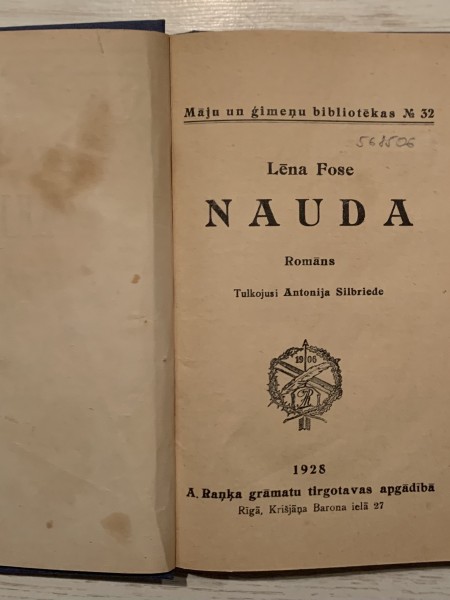 Māju un ģimeņu bibliotēkas № 32
568506
Lēna Fose
NAUDA
Romāns
Tulkojusi Antonija Silbriede
1906
1928
A. Raņķa grāmatu tirgotavas apgādībā
Rīgā, Krišjāņa Barona ielā 27